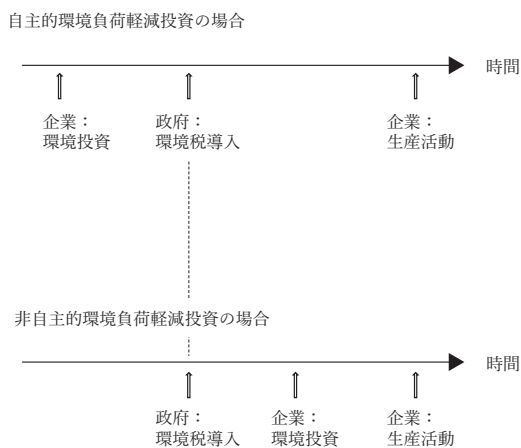 自主的環境負荷軽減投資の場合
時間
企業：
環境投資
政府：
環境税導入
企業：
生産活動
非自主的環境負荷軽減投資の場合
時間
政府：
環境税導入
企業：
環境投資
企業：
生産活動